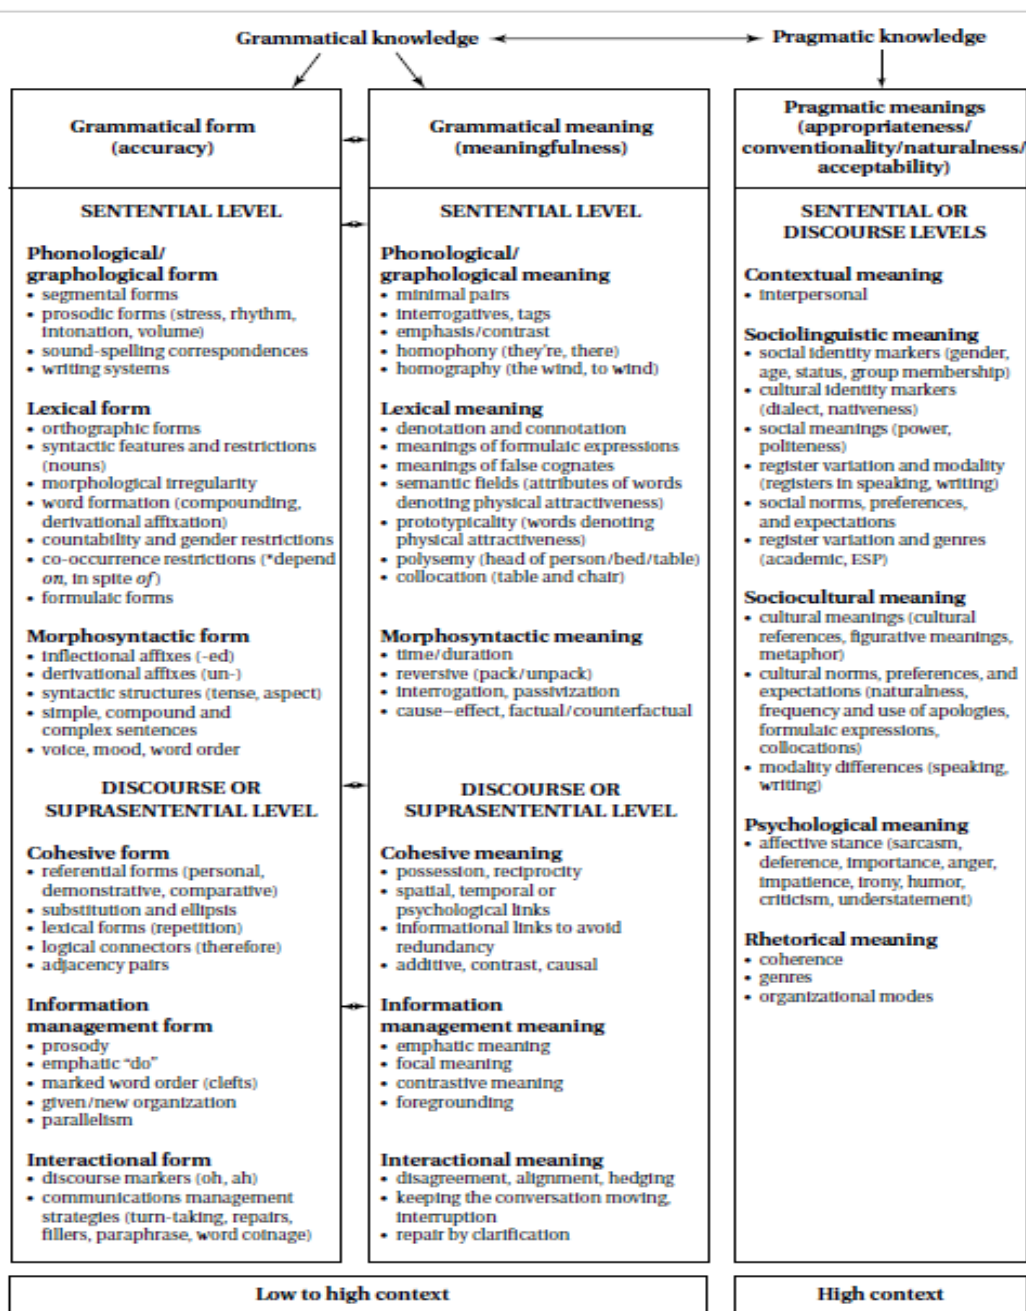 Grammatical knowledge
Pragmatic knowledge
Grammatical form
(accuracy)
Grammatical meaning
(meaningfulness)
Pragmatic meanings
(appropriateness/
conventionality/naturalness/
acceptability)
SENTENTIAL LEVEL
Phonological/
graphological form
• segmental forms
• prosodic forms (stress, rhythm,
intonation, volume)
• sound-spelling correspondences
• writing systems
Lexical form
• orthographic forms
• syntactic features and restrictions
(nouns)
• morphological irregularity
• word formation (compounding,
derivational affixation)
• countability and gender restrictions
• co-occurrence restrictions (*depend
on, in spite of)
• formulaic forms
Morphosyntactic form
• inflectional affixes (-ed)
• derivational affixes (un-)
• syntactic structures (tense, aspect)
• simple, compound and
complex sentences
• voice, mood, word order
DISCOURSE OR
SUPRASENTENTIAL LEVEL
Cohesive form
• referential forms (personal,
demonstrative, comparative)
• substitution and ellipsis
• lexical forms (repetition)
• logical connectors (therefore)
• adjacency pairs
Information
management form
• prosody
• emphatic “do”
• marked word order (clefts)
• given/new organization
• parallelism
Interactional form
• discourse markers (oh, ah)
• communications management
strategies (turn-taking, repairs,
fillers, paraphrase, word coinage)
SENTENTIAL LEVEL
Phonological/
graphological meaning
• minimal pairs
• interrogatives, tags
• emphasis/contrast
• homophony (they're, there)
• homography (the wind, to wind)
Lexical meaning
• denotation and connotation
• meanings of formulaic expressions
• meanings of false cognates
• semantic fields (attributes of words
denoting physical attractiveness)
• prototypicality (words denoting
physical attractiveness)
• polysemy (head of person/bed/table)
• collocation (table and chair)
Morphosyntactic meaning
• time/duration
• reversive (pack/unpack)
• interrogation, passivization
• cause–effect, factual/counterfactual
DISCOURSE OR
SUPRASENTENTIAL LEVEL
Cohesive meaning
• possession, reciprocity
• spatial, temporal or
psychological links
• informational links to avoid
redundancy
• additive, contrast, causal
Information
management meaning
• emphatic meaning
• focal meaning
• contrastive meaning
• foregrounding
Interactional meaning
• disagreement, alignment, hedging
• keeping the conversation moving,
interruption
• repair by clarification
SENTENTIAL OR
DISCOURSE LEVELS
Contextual meaning
• interpersonal
Sociolinguistic meaning
• social identity markers (gender,
age, status, group membership)
• cultural identity markers
(dialect, nativeness)
• social meanings (power,
politeness)
• register variation and modality
(registers in speaking, writing)
• social norms, preferences,
and expectations
• register variation and genres
(academic, ESP)
Sociocultural meaning
• cultural meanings (cultural
references, figurative meanings,
metaphor)
• cultural norms, preferences, and
expectations (naturalness,
frequency and use of apologies,
formulaic expressions,
collocations)
• modality differences (speaking,
writing)
Psychological meaning
• affective stance (sarcasm,
deference, importance, anger,
impatience, irony, humor,
criticism, understatement)
Rhetorical meaning
• coherence
• genres
• organizational modes
Low to high context
High context